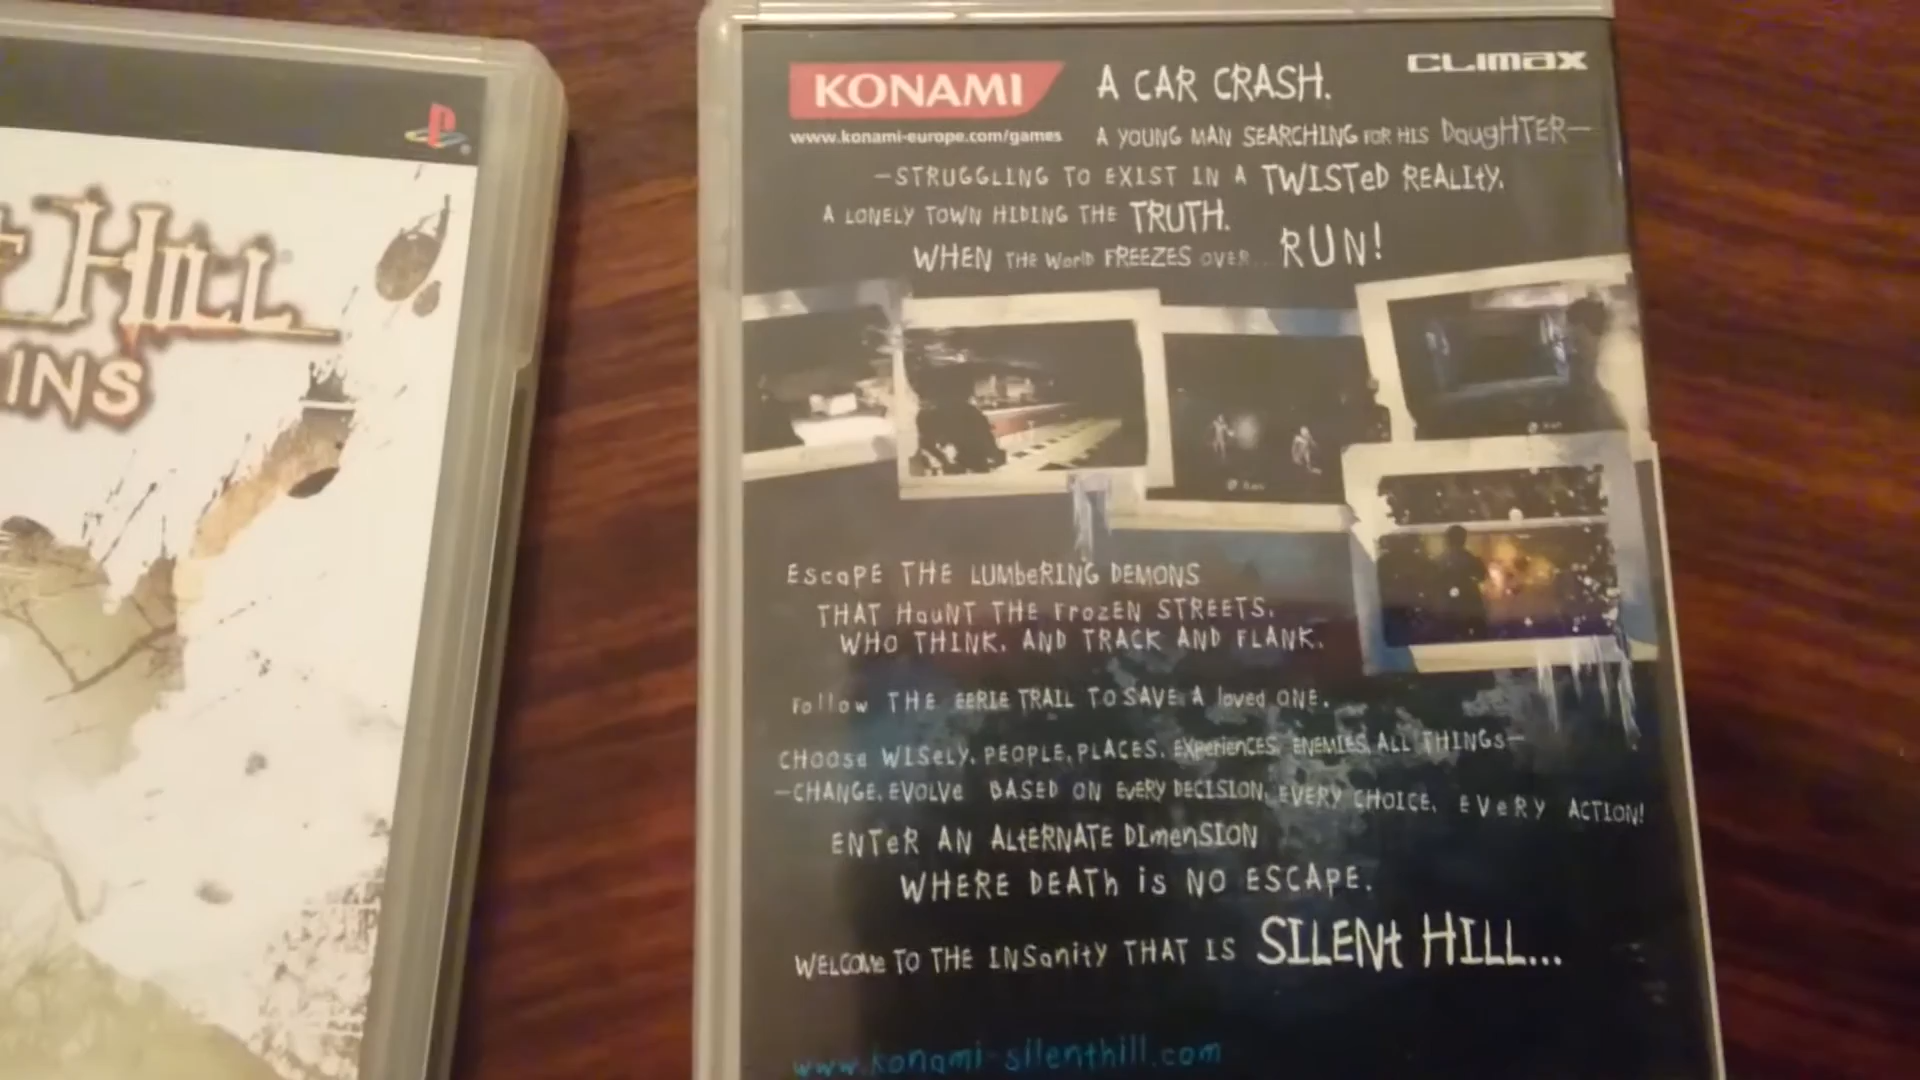 HILL
INS
KONAMI
CLIMAX
www.konami-europe.com/games
A CAR CRASH.
A YOUNG MAN SEARCHING FOR HIS DaugHTER—
—STRUGGLING TO EXIST IN A TWISTeD REALItY.
A LONELY TOWN HIDING THE TRUTH.
WHEN THE World FREEZES OVER... RUN!
EscaPE THE LUMbeRING DEMONS
THAT HauNT THE FrozEN STREETS.
WHO THINK. AND TRACK AND FLANK.
Follow THE EERIE TRAIL TO SAVE A loved ONE.
CHOOse WISeLY. PEOPLE, PLACES. EXperienCES. ENEMIES. ALL THINGS—
—CHANGE. EVOLVe BASED ON EVERY DECISION. EVERY CHOICE. EVeRY ACTION!
ENTeR AN ALtERNATE DImenSION
WHERE DEATh is NO ESCAPE.
WELCOMe TO THE INSanity THAT IS SILENt HILL...
www.konami-silenthill.com